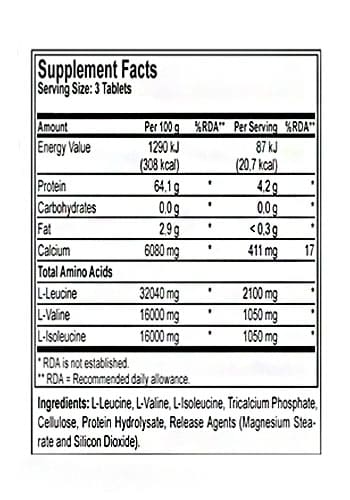 Supplement Facts
Serving Size: 3 Tablets
Amount Per 100 g %RDA** Per Serving %RDA**
Energy Value 1290 kJ 87 kJ
(308 kcal) (20,7 kcal)
Protein 64,1 g * 4,2 g *
Carbohydrates 0,0 g * 0,0 g *
Fat 2,9 g * <0,3 g *
Calcium 6080 mg * 411 mg 17
Total Amino Acids
L-Leucine 32040 mg * 2100 mg *
L-Valine 16000 mg * 1050 mg *
L-Isoleucine 16000 mg * 1050 mg *
* RDA is not established.
** RDA = Recommended daily allowance.
Ingredients: L-Leucine, L-Valine, L-Isoleucine, Tricalcium Phosphate,
Cellulose, Protein Hydrolysate, Release Agents (Magnesium Stea-
rate and Silicon Dioxide).